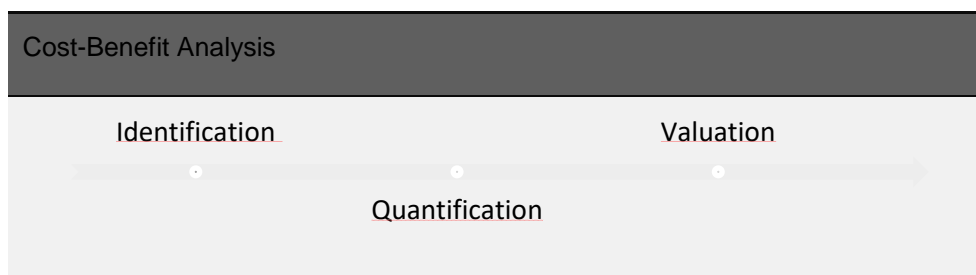 Cost-Benefit Analysis
Identification
Valuation
Quantification